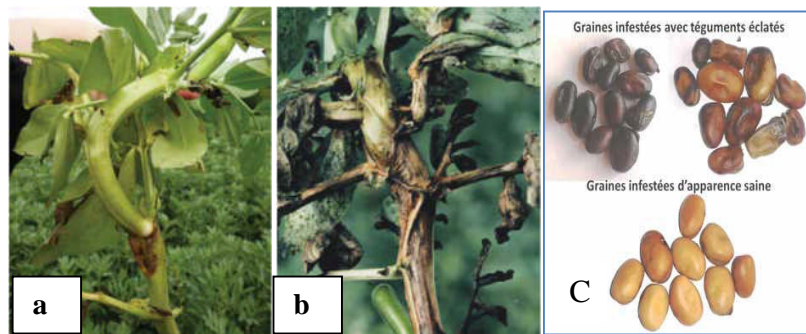 Graines infestées avec téguments éclatés
Graines infestées d'apparence saine
a
b
C